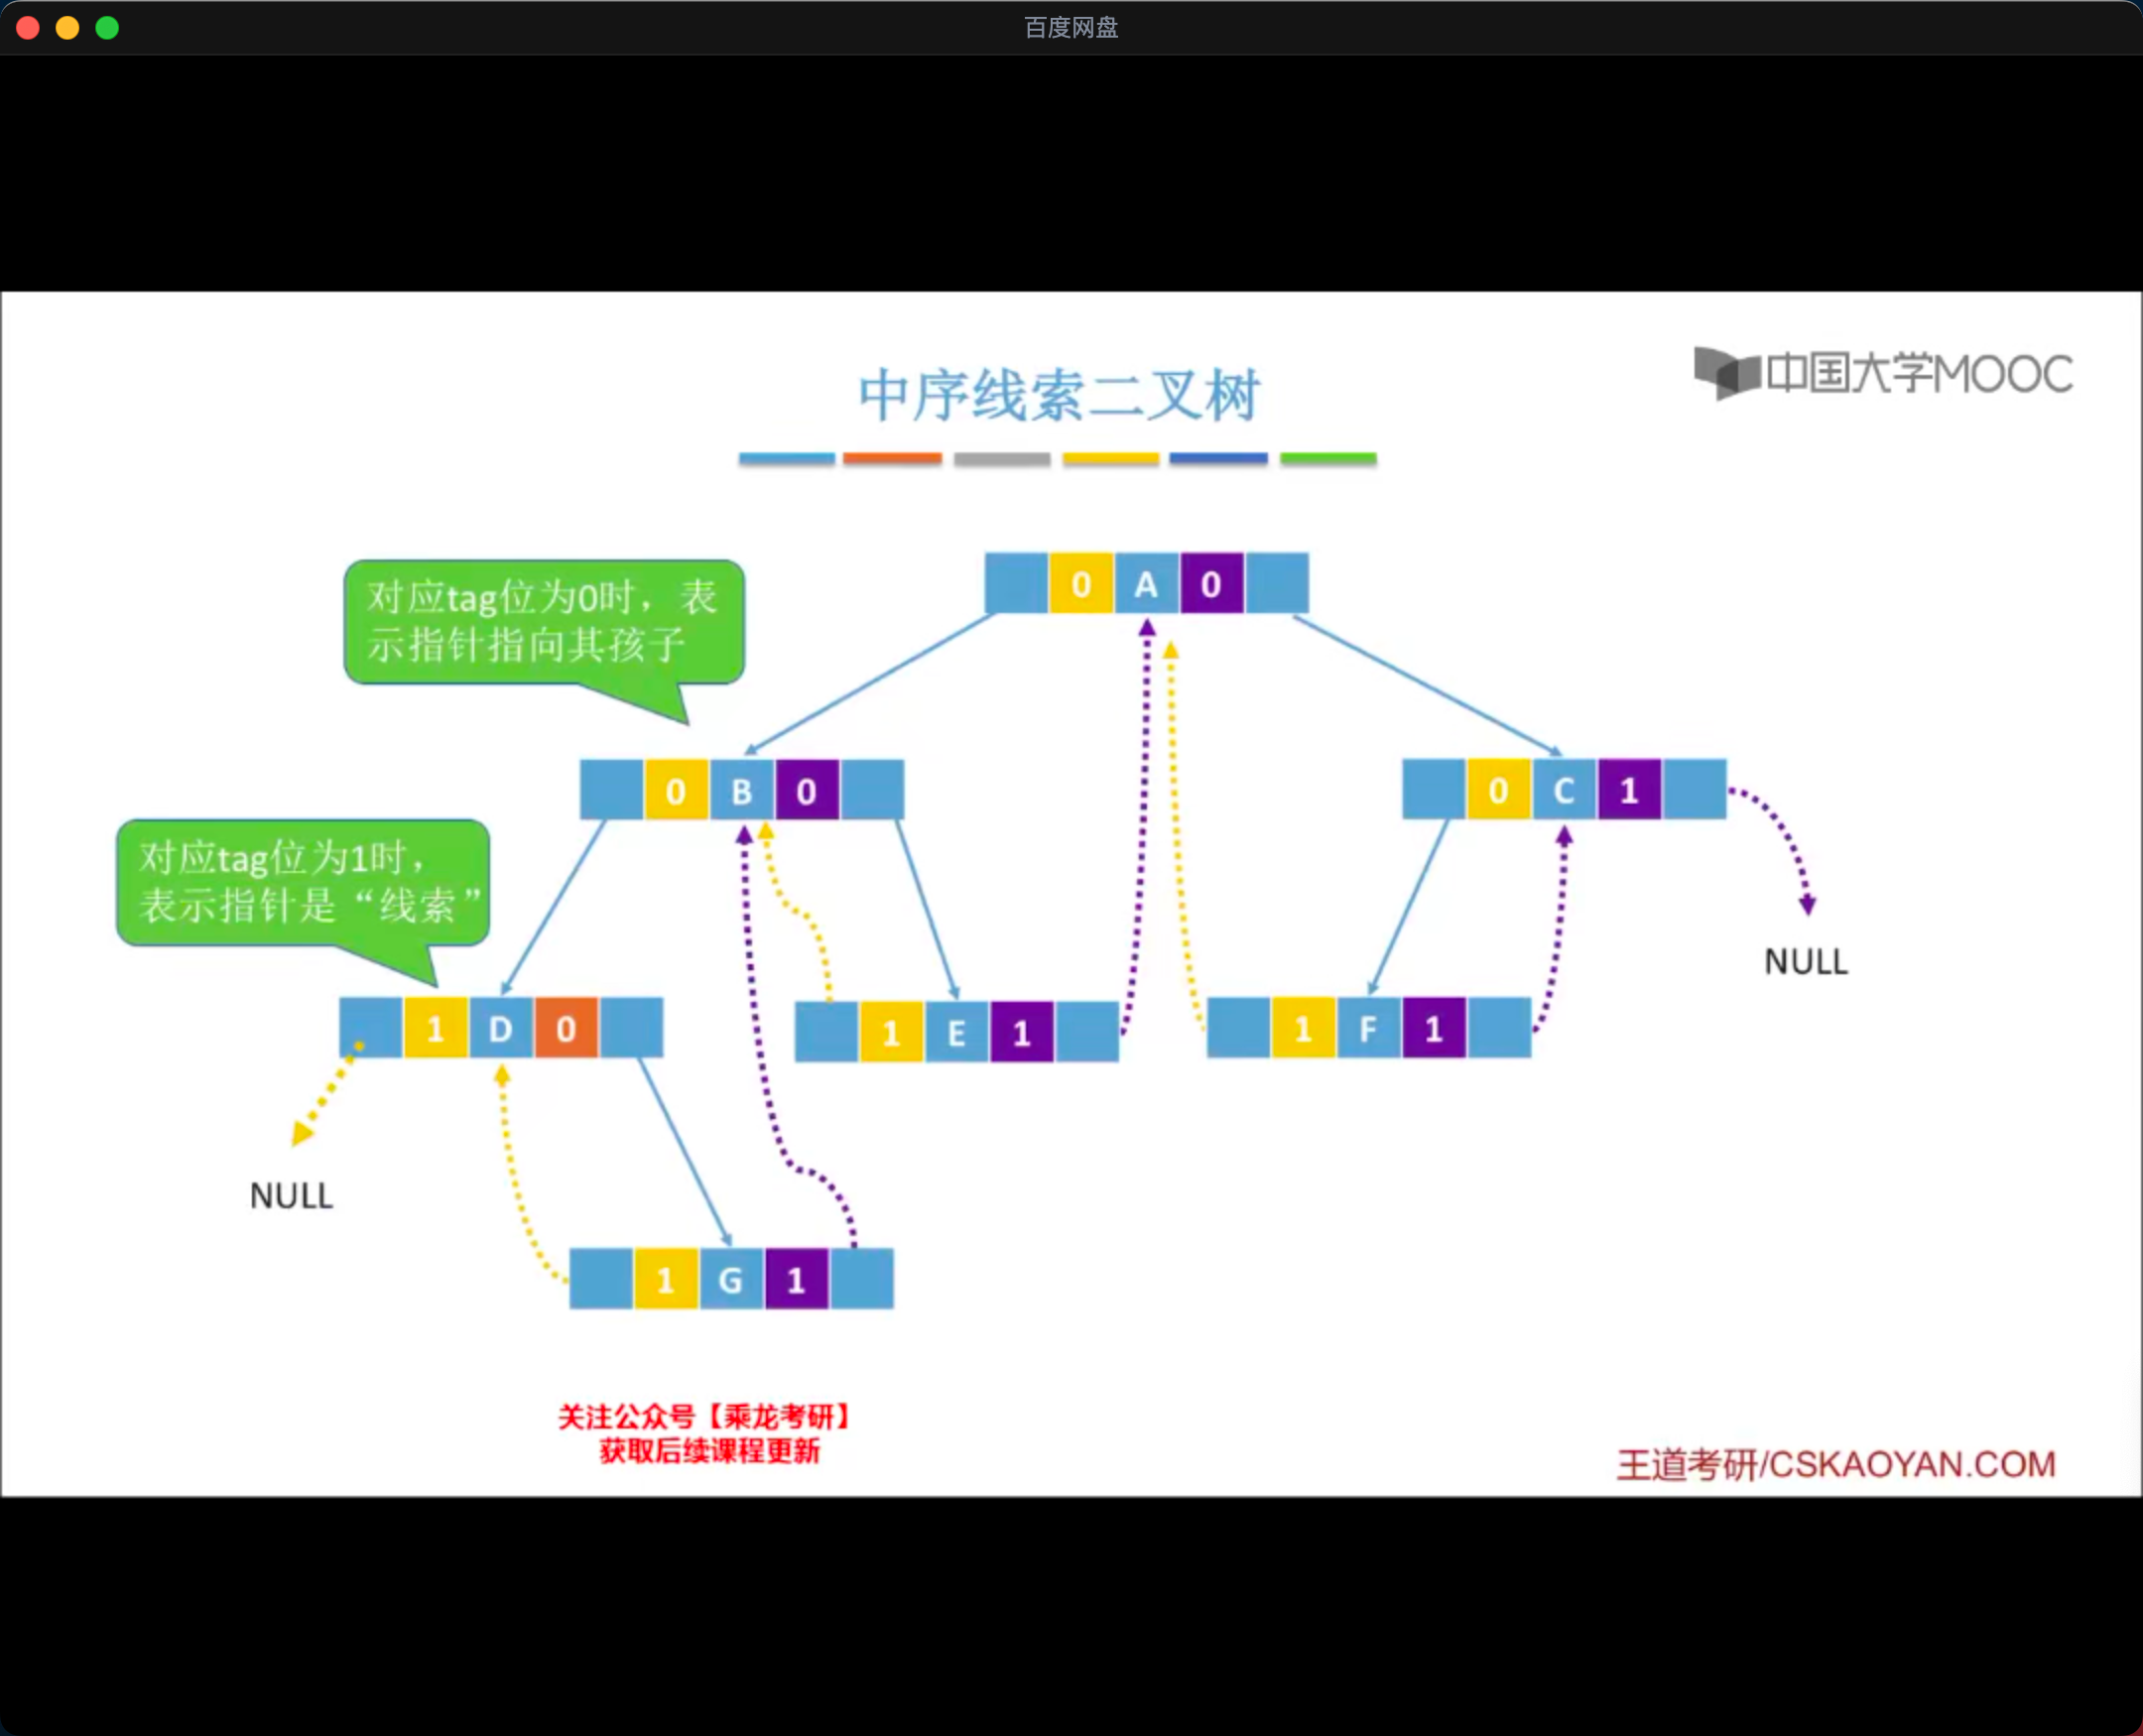 百度网盘
中国大学MOOC
中序线索二叉树
对应tag位为0时，表
示指针指向其孩子
0 A 0
0 B 0
0 C 1
对应tag位为1时，
表示指针是“线索”
NULL
1 D 0
1 E 1
1 F 1
NULL
1 G 1
关注公众号【乘龙考研】
获取后续课程更新
王道考研/CSKAOYAN.COM